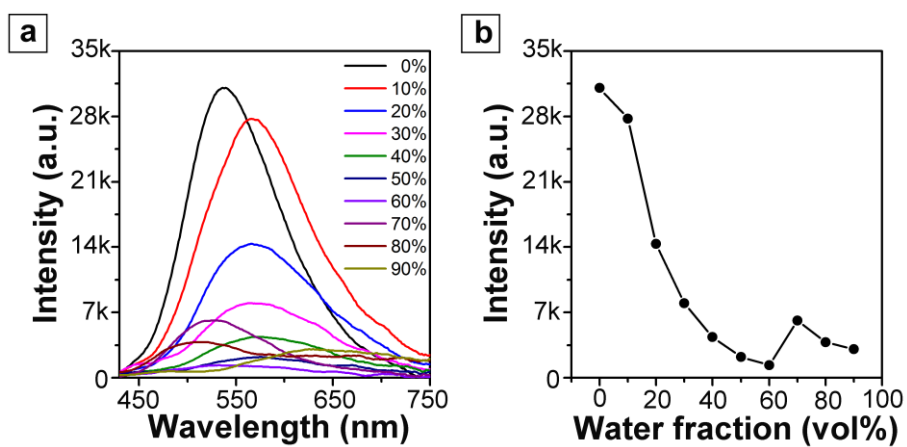 a
Intensity (a.u.)
35k
28k
21k
14k
7k
0
450
550
650
750
Wavelength (nm)
0%
10%
20%
30%
40%
50%
60%
70%
80%
90%
b
Intensity (a.u.)
35k
28k
21k
14k
7k
0
0
20
40
60
80
100
Water fraction (vol%)